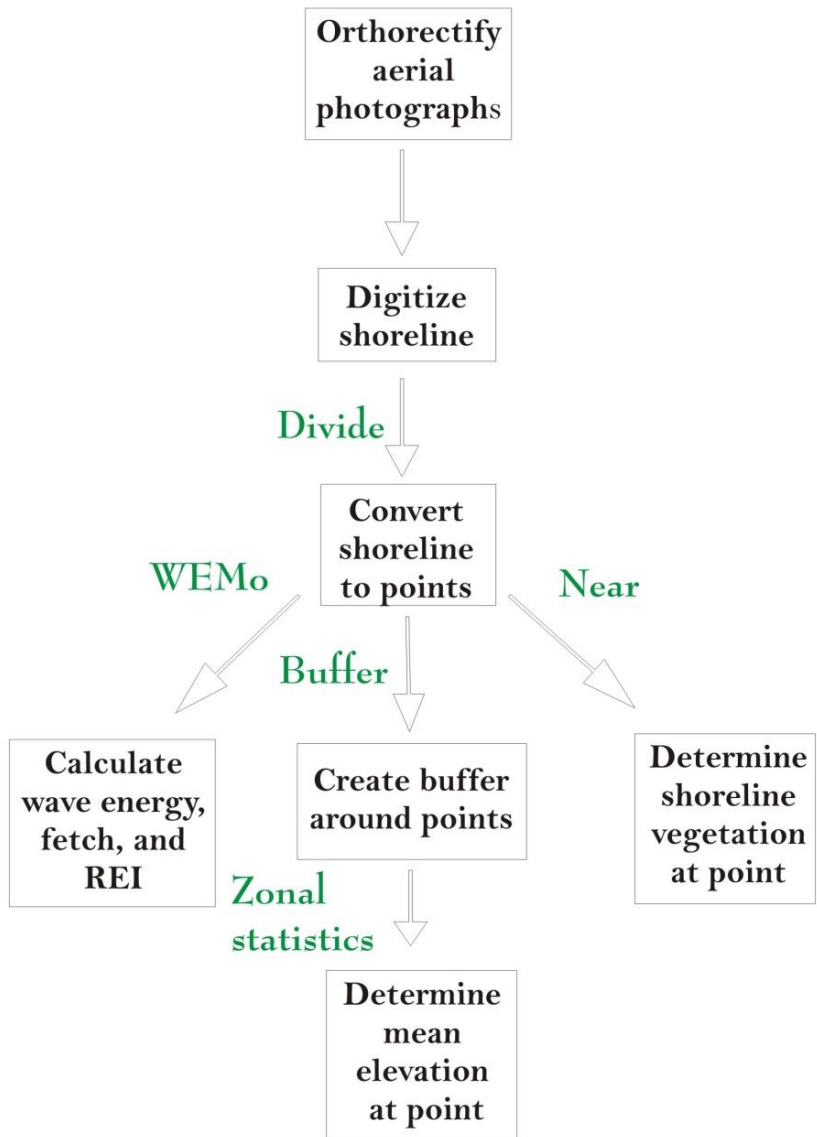 Orthorectify
aerial
photographs
Digitize
shoreline
Divide
Convert
shoreline
to points
WEMo
Near
Buffer
Calculate
wave energy,
fetch, and
REI
Create buffer
around points
Determine
shoreline
vegetation
at point
Zonal
statistics
Determine
mean
elevation
at point